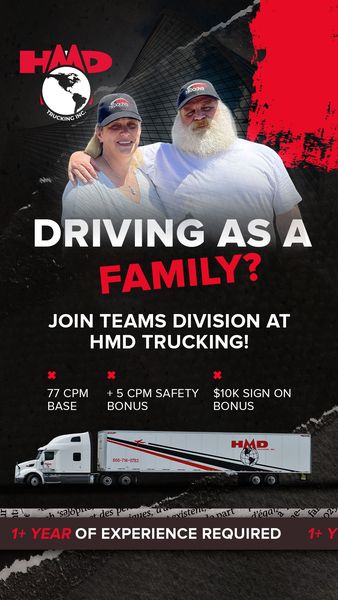 HMD
TRUCKING INC.
DRIVING AS A
FAMILY?
JOIN TEAMS DIVISION AT
HMD TRUCKING!
77 CPM
BASE
+ 5 CPM SAFETY
BONUS
$10K SIGN ON
BONUS
HMD
1+ YEAR OF EXPERIENCE REQUIRED 1+ Y